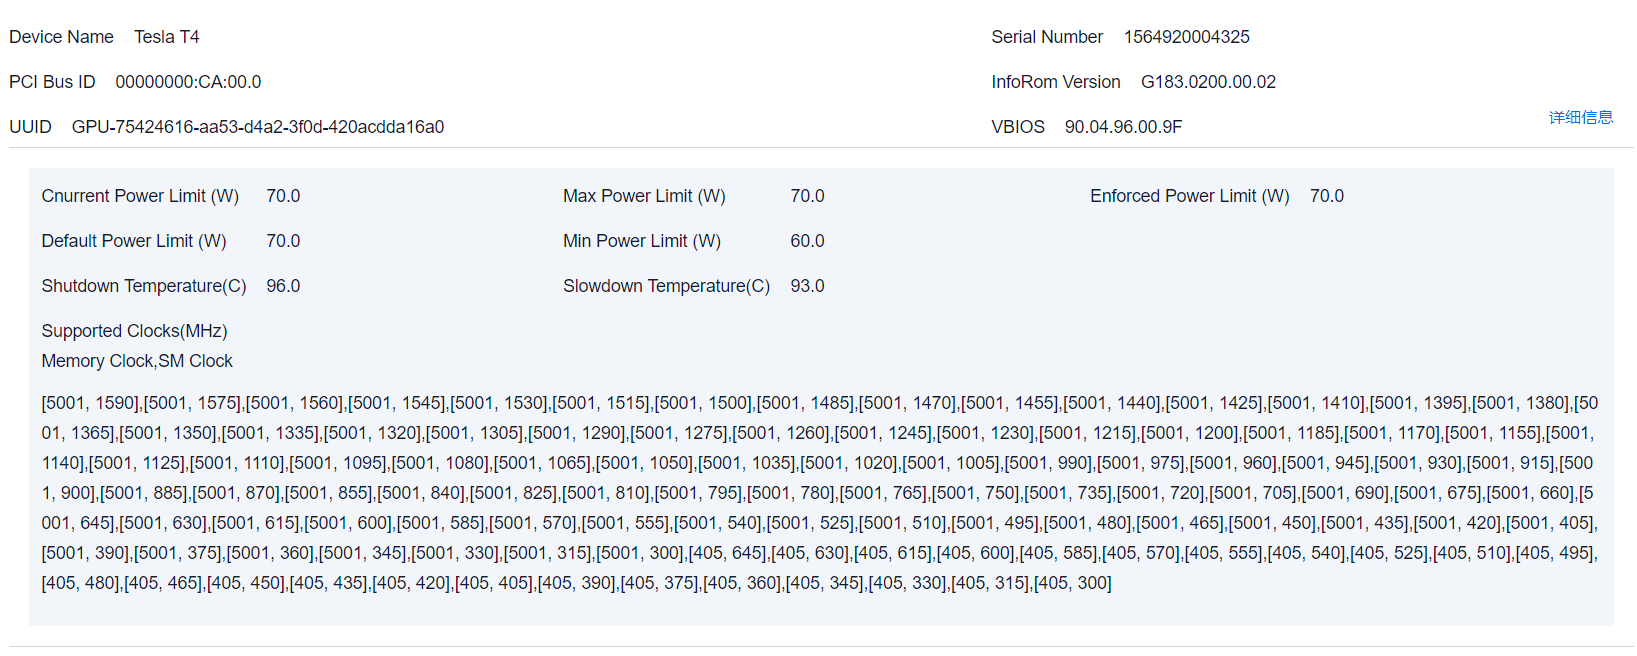 Device Name Tesla T4 Serial Number 1564920004325
PCI Bus ID 00000000:CA:00.0 InfoRom Version G183.0200.00.02
UUID GPU-75424616-aa53-d4a2-3f0d-420acdda16a0 VBIOS 90.04.96.00.9F 详细信息
Cnurrent Power Limit (W) 70.0 Max Power Limit (W) 70.0 Enforced Power Limit (W) 70.0
Default Power Limit (W) 70.0 Min Power Limit (W) 60.0
Shutdown Temperature(C) 96.0 Slowdown Temperature(C) 93.0
Supported Clocks(MHz)
Memory Clock,SM Clock
[5001, 1590],[5001, 1575],[5001, 1560],[5001, 1545],[5001, 1530],[5001, 1515],[5001, 1500],[5001, 1485],[5001, 1470],[5001, 1455],[5001, 1440],[5001, 1425],[5001, 1410],[5001, 1395],[5001, 1380],[50
01, 1365],[5001, 1350],[5001, 1335],[5001, 1320],[5001, 1305],[5001, 1290],[5001, 1275],[5001, 1260],[5001, 1245],[5001, 1230],[5001, 1215],[5001, 1200],[5001, 1185],[5001, 1170],[5001, 1155],[5001,
1140],[5001, 1125],[5001, 1110],[5001, 1095],[5001, 1080],[5001, 1065],[5001, 1050],[5001, 1035],[5001, 1020],[5001, 1005],[5001, 990],[5001, 975],[5001, 960],[5001, 945],[5001, 930],[5001, 915],[500
1, 900],[5001, 885],[5001, 870],[5001, 855],[5001, 840],[5001, 825],[5001, 810],[5001, 795],[5001, 780],[5001, 765],[5001, 750],[5001, 735],[5001, 720],[5001, 705],[5001, 690],[5001, 675],[5001, 660],[5
001, 645],[5001, 630],[5001, 615],[5001, 600],[5001, 585],[5001, 570],[5001, 555],[5001, 540],[5001, 525],[5001, 510],[5001, 495],[5001, 480],[5001, 465],[5001, 450],[5001, 435],[5001, 420],[5001, 405],
[5001, 390],[5001, 375],[5001, 360],[5001, 345],[5001, 330],[5001, 315],[5001, 300],[405, 645],[405, 630],[405, 615],[405, 600],[405, 585],[405, 570],[405, 555],[405, 540],[405, 525],[405, 510],[405, 495],
[405, 480],[405, 465],[405, 450],[405, 435],[405, 420],[405, 405],[405, 390],[405, 375],[405, 360],[405, 345],[405, 330],[405, 315],[405, 300]